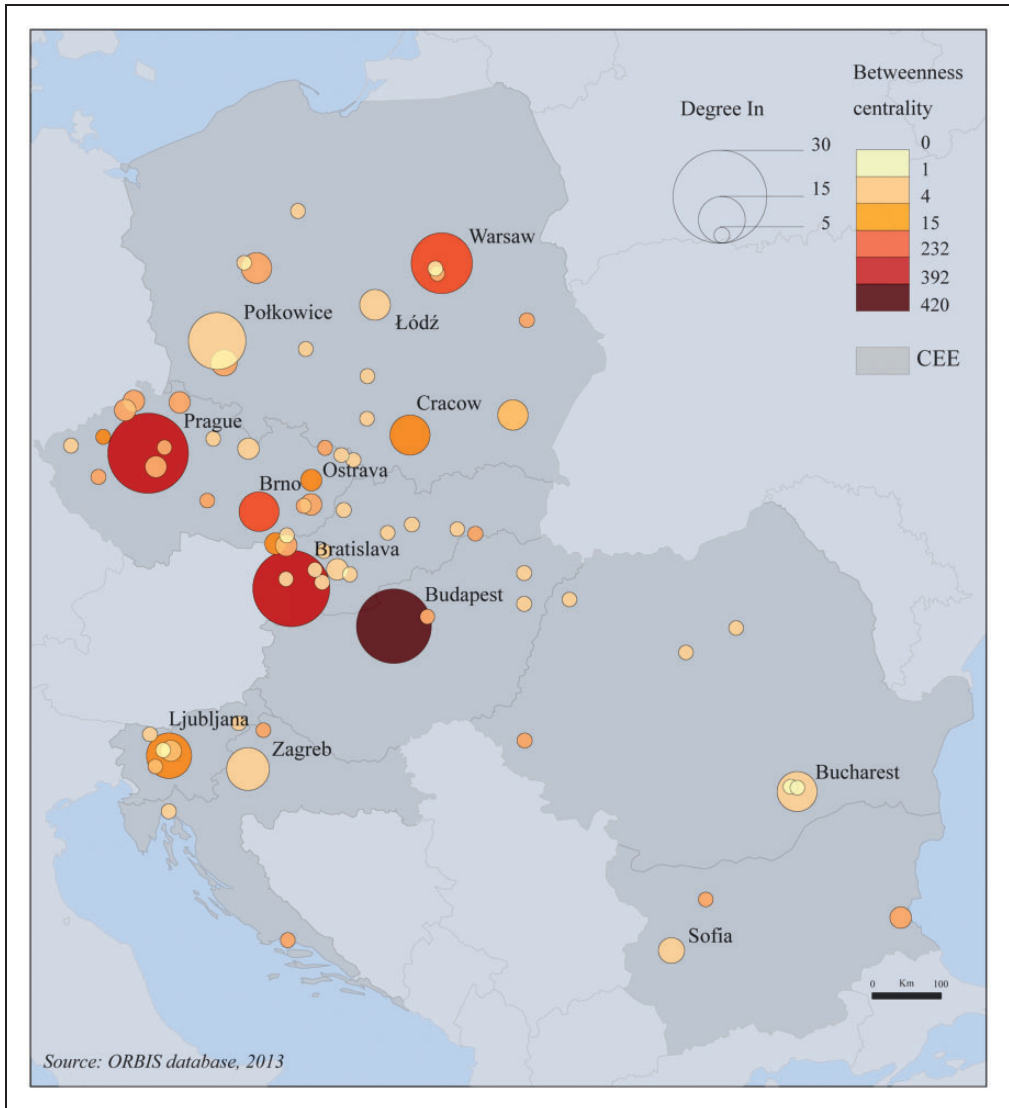 Betweenness
centrality
Degree In
30
15
5
0
1
4
15
232
392
420
CEE
Warsaw
Połkowice
Łódź
Prague
Cracow
Ostrava
Brno
Bratislava
Budapest
Ljubljana
Zagreb
Bucharest
Sofia
0 Km 100
Source: ORBIS database, 2013